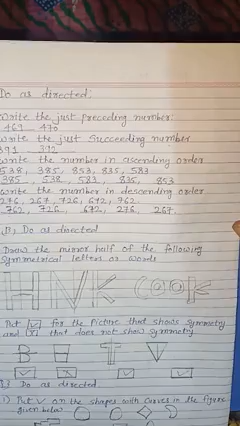 Do as directed.
Write the just preceding number.
469 470
Write the just succeeding number
391 392
Write the number in ascending order
538, 385, 853, 835, 583
385, 538, 583, 835, 853
Write the number in descending order
276, 267, 726, 672, 762
762, 726, 672, 276, 267
Do as directed
Draw the mirror half of the following
symmetrical letters or words
HNK COOK
Put ✓ for the picture that shows symmetry
and X that does not show symmetry
B H T V
Do as directed
1) Put ✓ on the shapes with curves in the figure
given below